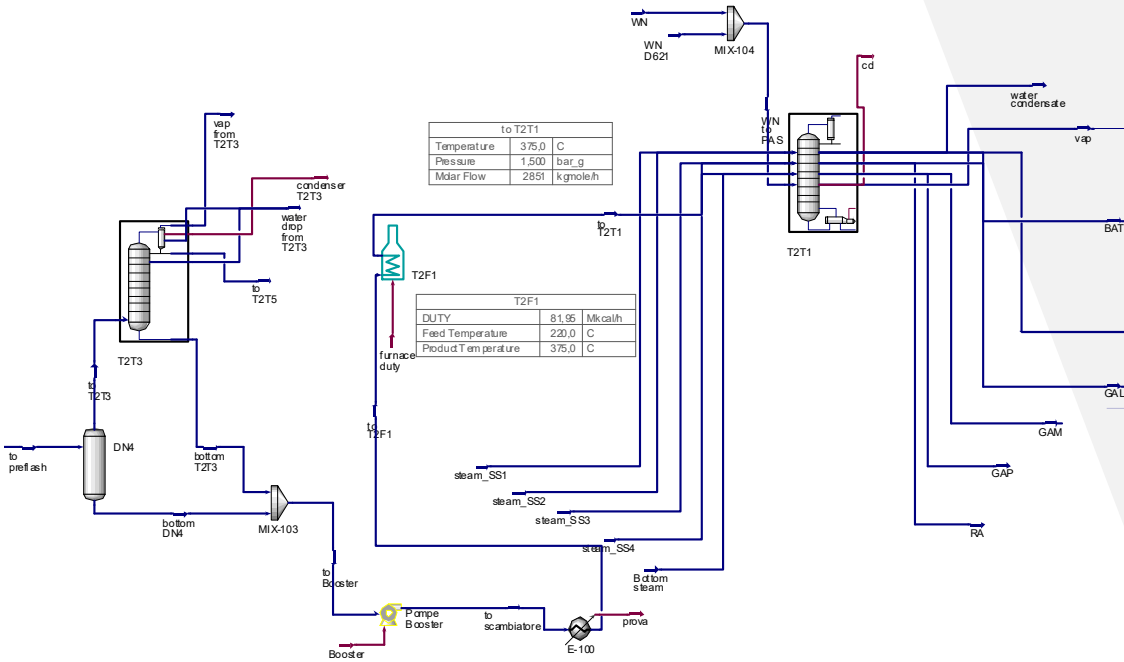 WN
WN
D621
MIX-104
cd
water
condensate
WN
to
PAS
vap
vap
from
T2T3
to T2T1
Temperature 375,0 C
Pressure 1,500 bar_g
Molar Flow 2851 kgmole/h
condenser
T2T3
water
drop
from
T2T3
to
T2T1
BAT
T2T1
T2F1
to
T2T5
T2F1
DUTY 81,95 Mkcal/h
Feed Temperature 220,0 C
Product Temperature 375,0 C
furnace
duty
T2T3
to
T2T3
GAL
to
T2F1
GAM
DN4
to
preflash
bottom
T2T3
steam_SS1
GAP
steam_SS2
steam_SS3
bottom
DN4
MIX-103
RA
steam_SS4
to
Booster
Bottom
steam
Pompe
Booster
to
scambiatore
prova
E-100
Booster